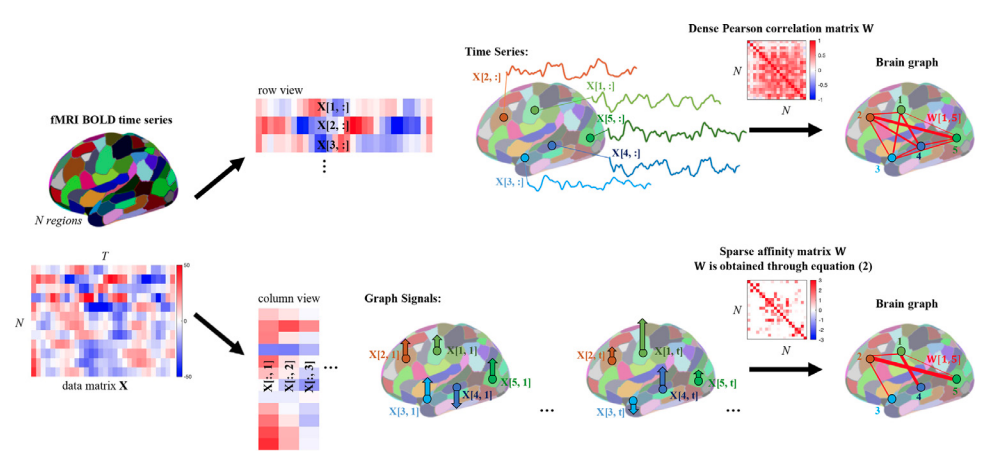 fMRI BOLD time series
N regions
T
50
0
-50
N
data matrix X
row view
X[1, :]
X[2, :]
X[3, :]
⋮
Time Series:
X[2, :]
X[1, :]
X[5, :]
X[4, :]
X[3, :]
Dense Pearson correlation matrix W
N
N
1
0.5
0
-0.5
-1
Brain graph
1
2
W[1,5]
3
4
5
column view
X[:, 1]
X[:, 2]
X[:, 3]
...
Graph Signals:
X[2, 1]
X[1, 1]
X[5, 1]
X[3, 1]
X[4, 1]
...
X[2, t]
X[1, t]
X[5, t]
X[4, t]
X[3, t]
...
Sparse affinity matrix W
W is obtained through equation (2)
N
N
3
2
1
0
-1
-2
-3
Brain graph
1
2
W[1,5]
3
4
5